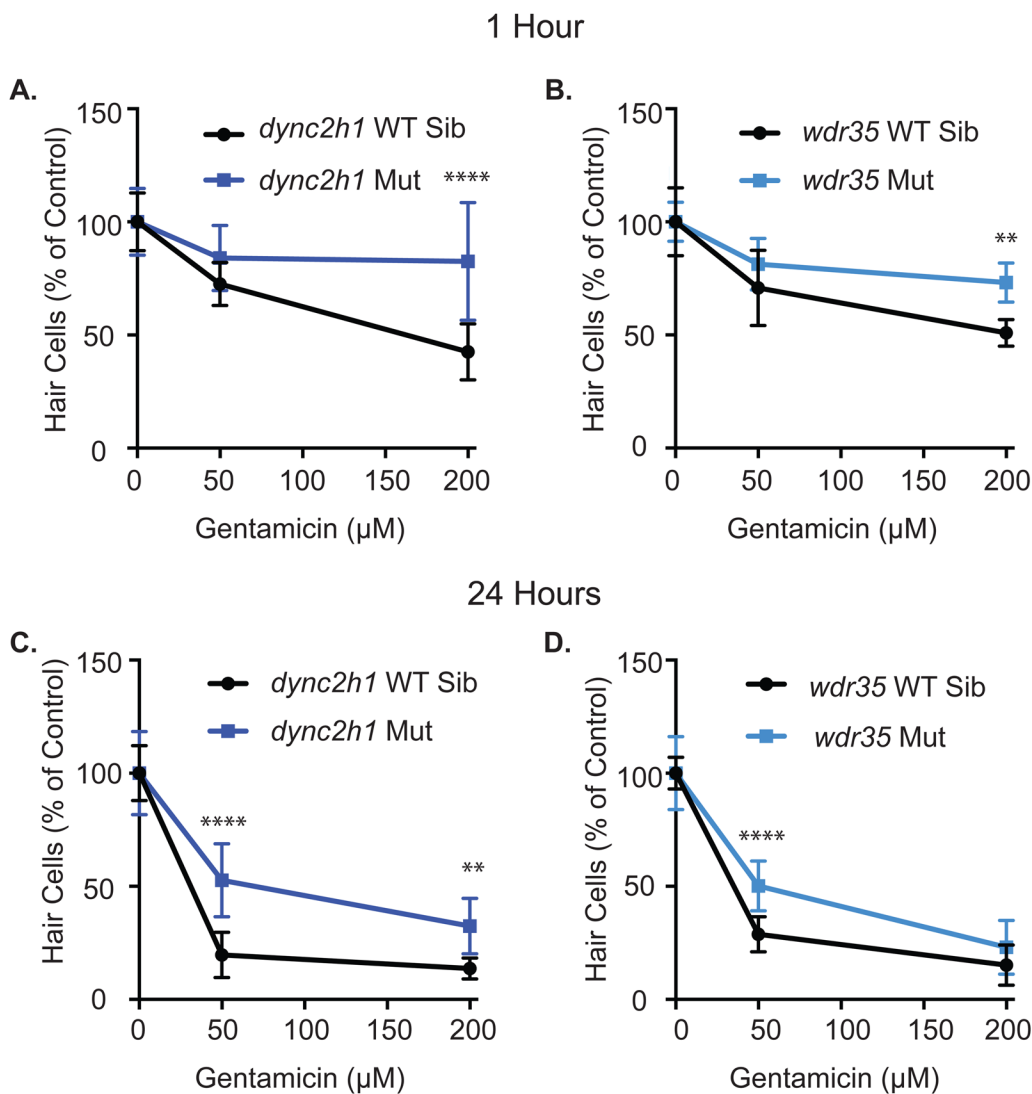 1 Hour
A.
150
100
50
0
Hair Cells (% of Control)
dync2h1 WT Sib
dync2h1 Mut
****
0 50 100 150 200
Gentamicin (µM)
B.
150
100
50
0
Hair Cells (% of Control)
wdr35 WT Sib
wdr35 Mut
**
0 50 100 150 200
Gentamicin (µM)
24 Hours
C.
150
100
50
0
Hair Cells (% of Control)
dync2h1 WT Sib
dync2h1 Mut
****
**
0 50 100 150 200
Gentamicin (µM)
D.
150
100
50
0
Hair Cells (% of Control)
wdr35 WT Sib
wdr35 Mut
****
0 50 100 150 200
Gentamicin (µM)